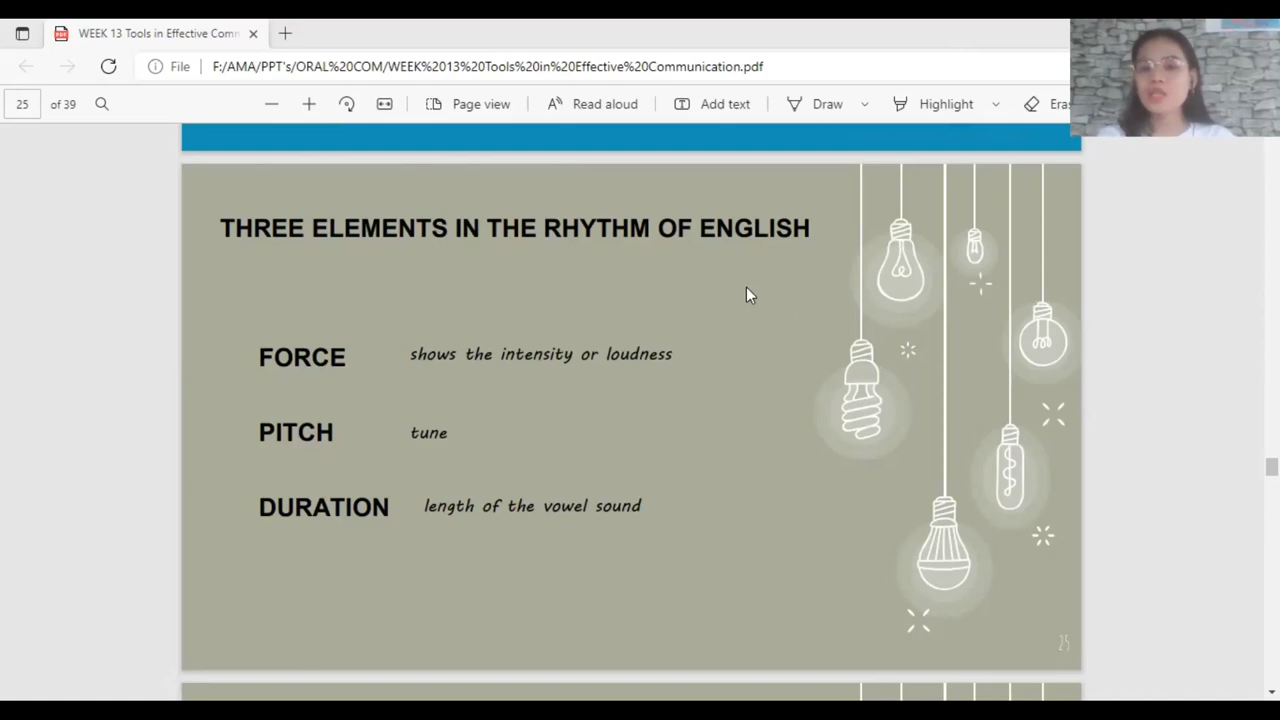 WEEK 13 Tools in Effective Comm
File
F:/AMA/PPT's/ORAL%20COM/WEEK%2013%20Tools%20in%20Effective%20Communication.pdf
25 of 39
Page view
Read aloud
Add text
Draw
Highlight
Eras
THREE ELEMENTS IN THE RHYTHM OF ENGLISH
FORCE shows the intensity or loudness
PITCH tune
DURATION length of the vowel sound
25